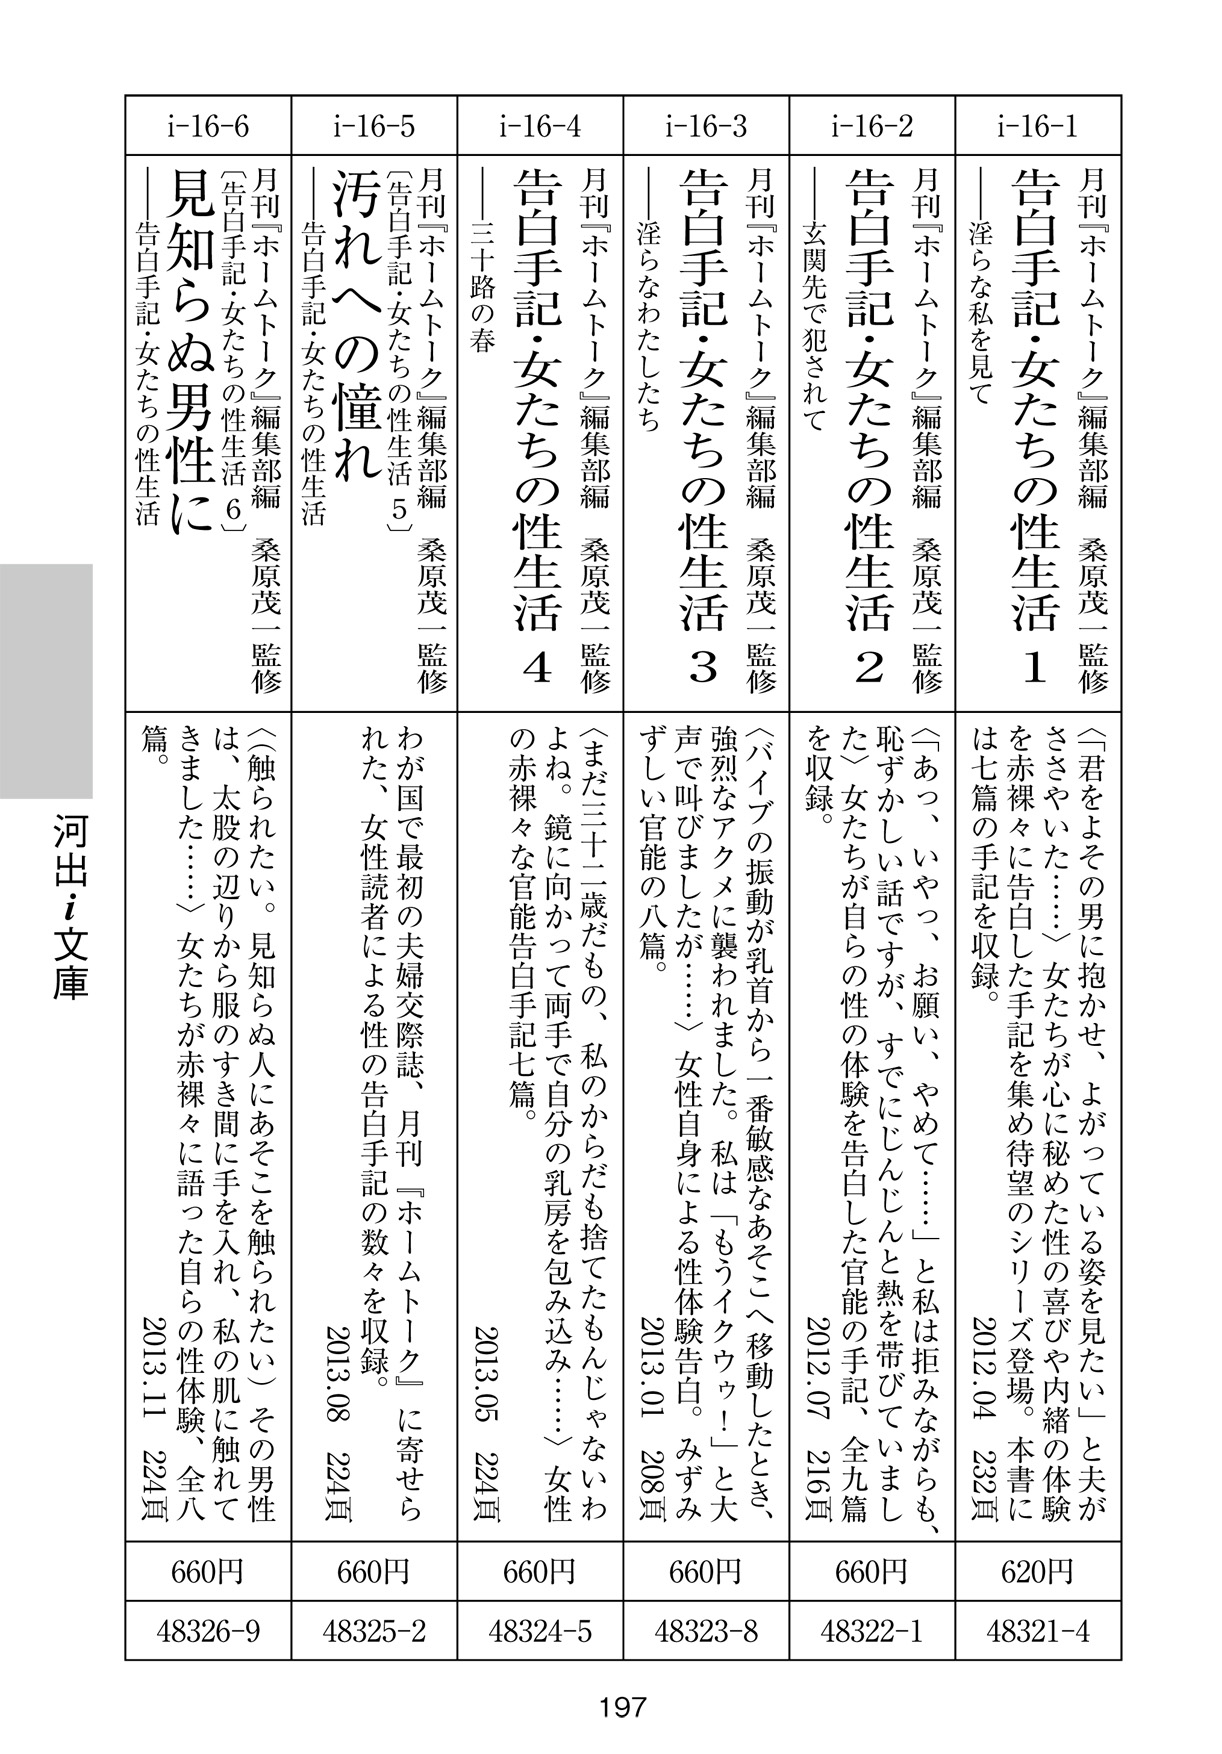 i-16-1
月刊『ホームトーク』編集部編　桑原茂一監修
告白手記・女たちの性生活 1
――淫らな私を見て
〈「君をよその男に抱かせ、よがっている姿を見たい」と夫が
ささやいた……〉女たちが心に秘めた性の喜びや内緒の体験
を赤裸々に告白した手記を集め待望のシリーズ登場。本書に
は七篇の手記を収録。
2012.04　232頁
620円
48321-4
i-16-2
月刊『ホームトーク』編集部編　桑原茂一監修
告白手記・女たちの性生活 2
――玄関先で犯されて
〈「あっ、いやっ、お願い、やめて……」と私は拒みながらも、
恥ずかしい話ですが、すでにじんじんと熱を帯びていまし
た〉女たちが自らの性の体験を告白した官能の手記、全九篇
を収録。
2012.07　216頁
660円
48322-1
i-16-3
月刊『ホームトーク』編集部編　桑原茂一監修
告白手記・女たちの性生活 3
――淫らなわたしたち
〈バイブの振動が乳首から一番敏感なあそこへ移動したとき、
強烈なアクメに襲われました。私は「もうイクウゥ！」と大
声で叫びましたが……〉女性自身による性体験告白。みずみ
ずしい官能の八篇。
2013.01　208頁
660円
48323-8
i-16-4
月刊『ホームトーク』編集部編　桑原茂一監修
告白手記・女たちの性生活 4
――三十路の春
〈まだ三十二歳だもの、私のからだも捨てたもんじゃないわ
よね。鏡に向かって両手で自分の乳房を包み込み……〉女性
の赤裸々な官能告白手記七篇。
2013.05　224頁
660円
48324-5
i-16-5
月刊『ホームトーク』編集部編　桑原茂一監修
〔告白手記・女たちの性生活 5〕
汚れへの憧れ
――告白手記・女たちの性生活
わが国で最初の夫婦交際誌、月刊『ホームトーク』に寄せら
れた、女性読者による性の告白手記の数々を収録。
2013.08　224頁
660円
48325-2
i-16-6
月刊『ホームトーク』編集部編　桑原茂一監修
〔告白手記・女たちの性生活 6〕
見知らぬ男性に
――告白手記・女たちの性生活
〈（触られたい。見知らぬ人にあそこを触られたい）その男性
は、太股の辺りから服のすき間に手を入れ、私の肌に触れて
きました……〉女たちが赤裸々に語った自らの性体験、全八
篇。
2013.11　224頁
660円
48326-9
河出i文庫
197